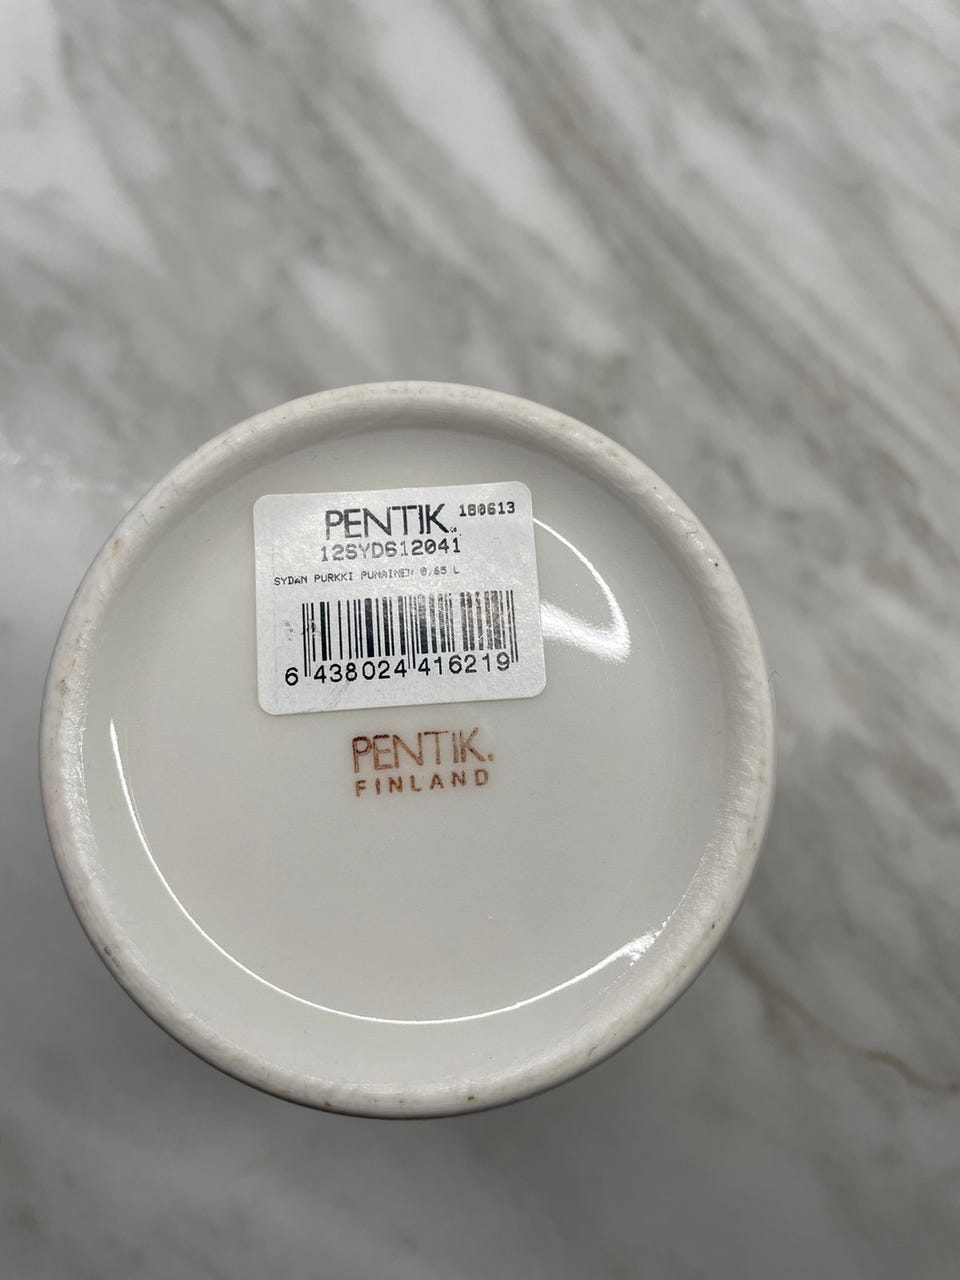 PENTIK. 180613
12SYD612041
SYDÄN PURKKI PUNAINEN 0,65 L
6 438024 416219
PENTIK.
FINLAND